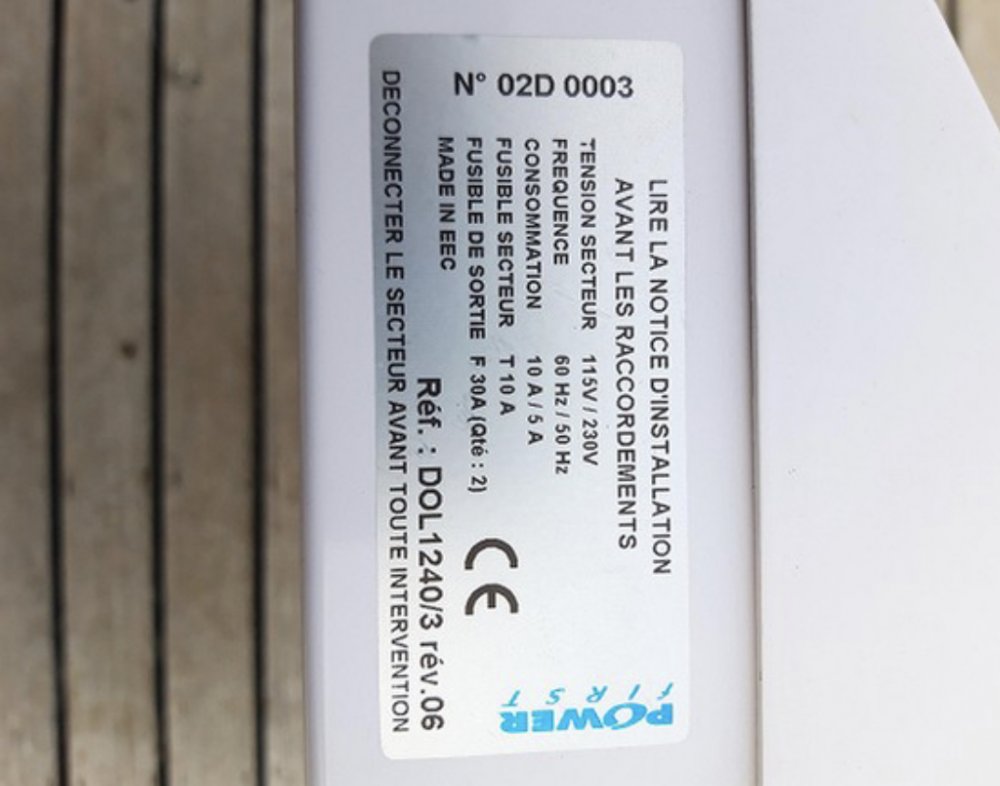 LIRE LA NOTICE D'INSTALLATION
AVANT LES RACCORDEMENTS
TENSION SECTEUR 115V / 230V
FREQUENCE 60 Hz / 50 Hz
CONSOMMATION 10 A / 5 A
FUSIBLE SECTEUR T 10 A
FUSIBLE DE SORTIE F 30A (Qté : 2)
MADE IN EEC
N° 02D 0003
CE
POWER
FIRST
Réf. : DOL1240/3 rév.06
DECONNECTER LE SECTEUR AVANT TOUTE INTERVENTION